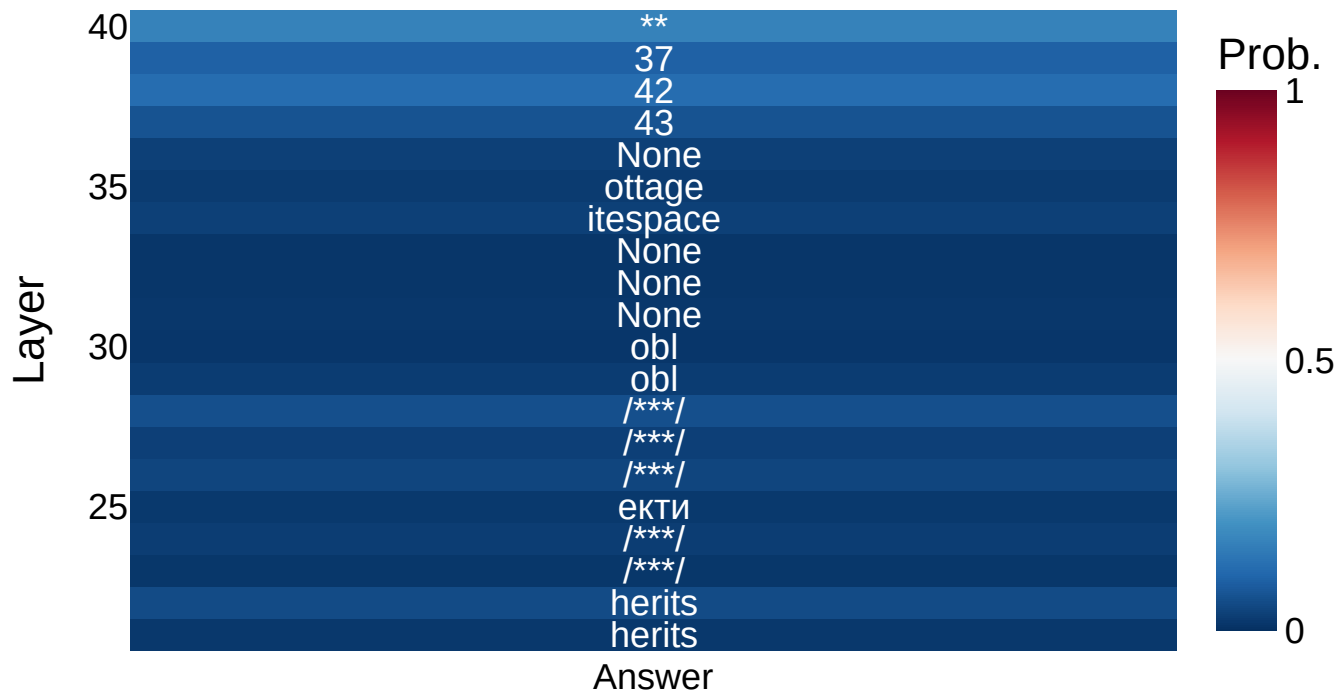 40
**
37
42
43
None
35
ottage
itespace
None
None
None
30
obl
obl
/***/
/***/
/***/
25
екти
/***/
/***/
herits
herits
Layer
Answer
Prob.
1
0.5
0